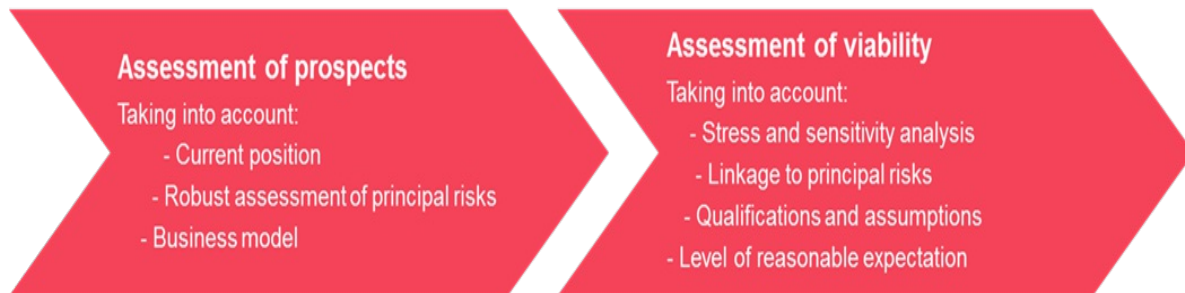 Assessment of prospects
Taking into account:
- Current position
- Robust assessment of principal risks
- Business model
Assessment of viability
Taking into account:
- Stress and sensitivity analysis
- Linkage to principal risks
- Qualifications and assumptions
- Level of reasonable expectation